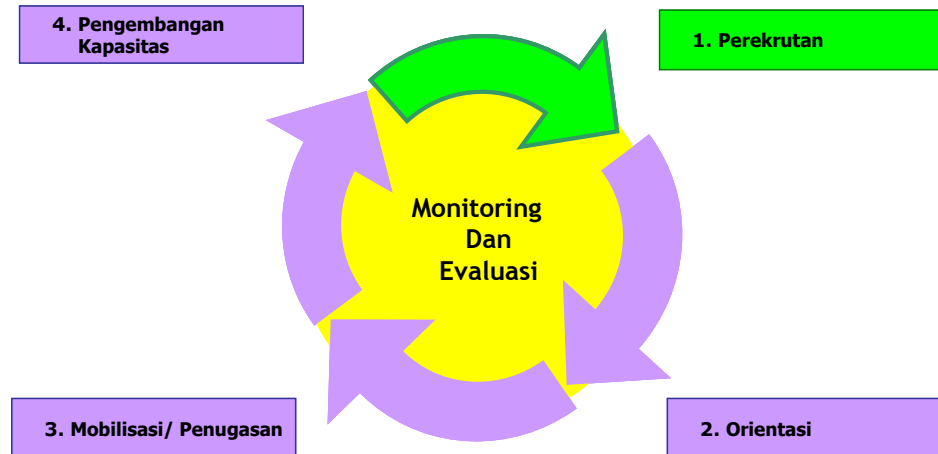 4. Pengembangan
Kapasitas
1. Perekrutan
Monitoring
Dan
Evaluasi
3. Mobilisasi/ Penugasan
2. Orientasi